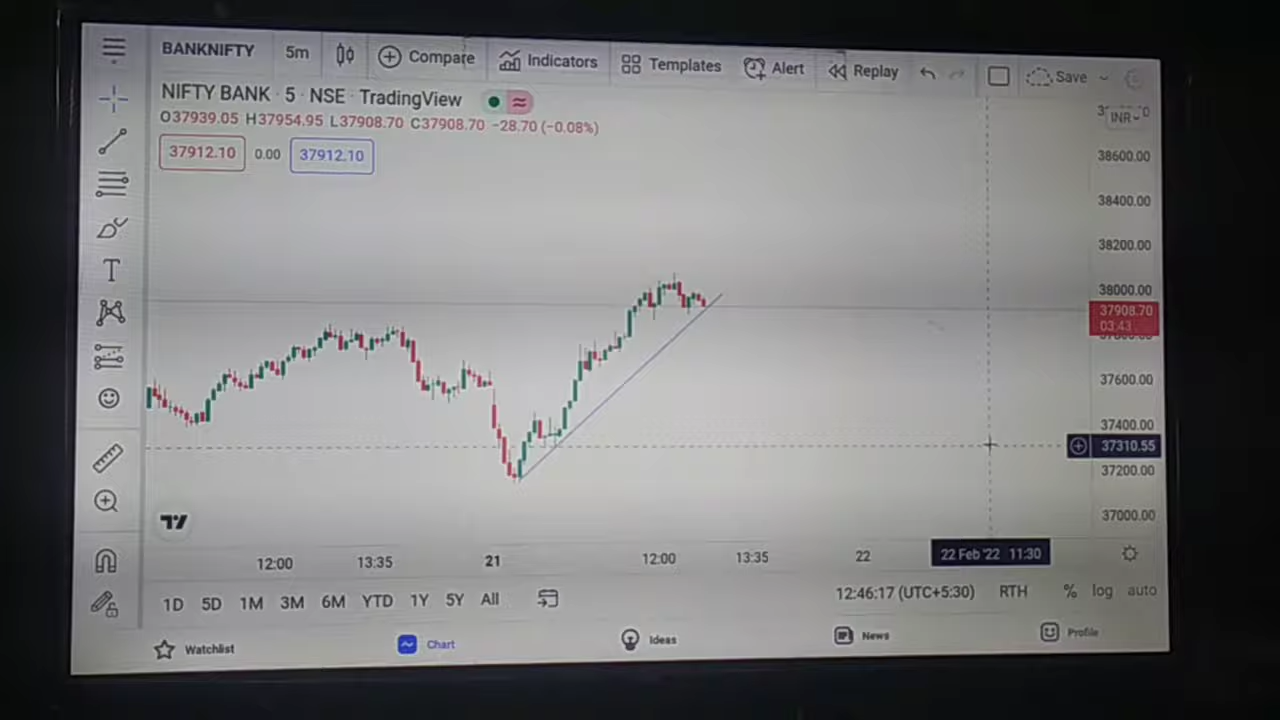 BANKNIFTY 5m Compare Indicators Templates Alert Replay Save
NIFTY BANK · 5 · NSE · TradingView
O37939.05 H37954.95 L37908.70 C37908.70 −28.70 (−0.08%)
37912.10 0.00 37912.10
INR
38600.00
38400.00
38200.00
38000.00
37908.70
03:43
37600.00
37400.00
37310.55
37200.00
37000.00
12:00 13:35 21 12:00 13:35 22 22 Feb '22 11:30
1D 5D 1M 3M 6M YTD 1Y 5Y All 12:46:17 (UTC+5:30) RTH % log auto
Watchlist Chart Ideas News Profile